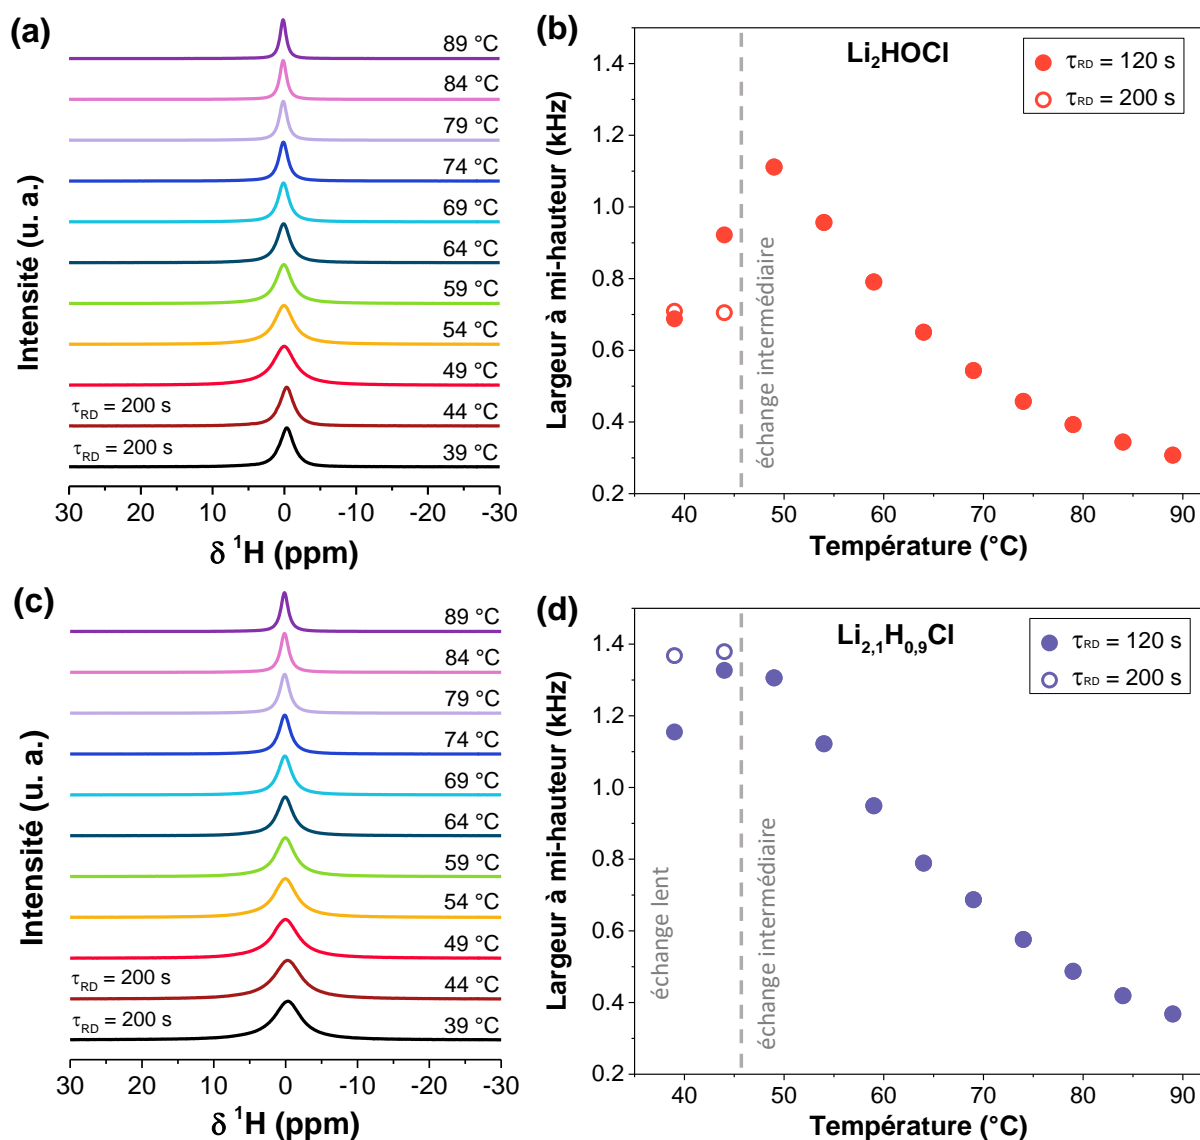 (a)
89 °C
84 °C
79 °C
74 °C
69 °C
64 °C
59 °C
54 °C
49 °C
τRD = 200 s
44 °C
τRD = 200 s
39 °C
30 20 10 0 -10 -20 -30
δ ¹H (ppm)
Intensité (u. a.)
(b)
Li₂HOCl
τRD = 120 s
τRD = 200 s
1.4
1.2
1.0
0.8
0.6
0.4
0.2
échange intermédiaire
40 50 60 70 80 90
Température (°C)
Largeur à mi-hauteur (kHz)
(c)
89 °C
84 °C
79 °C
74 °C
69 °C
64 °C
59 °C
54 °C
49 °C
τRD = 200 s
44 °C
τRD = 200 s
39 °C
30 20 10 0 -10 -20 -30
δ ¹H (ppm)
Intensité (u. a.)
(d)
Li₂,₁H₀,₉Cl
τRD = 120 s
τRD = 200 s
1.4
1.2
1.0
0.8
0.6
0.4
0.2
échange lent
échange intermédiaire
40 50 60 70 80 90
Température (°C)
Largeur à mi-hauteur (kHz)